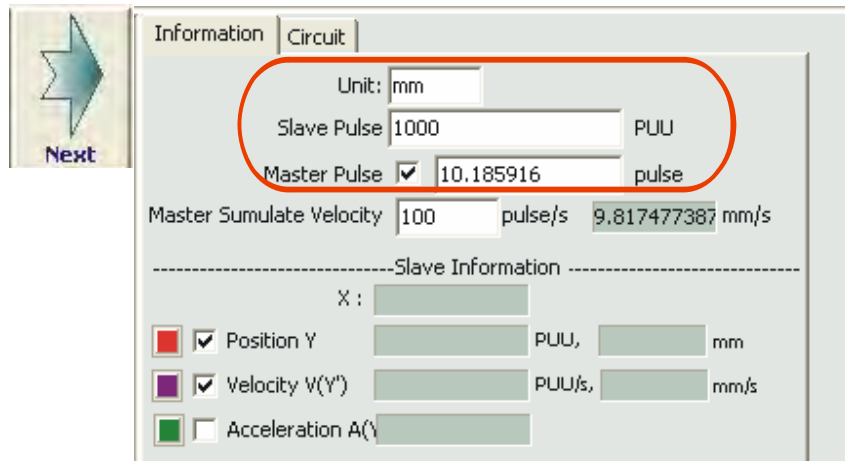 Information Circuit
Unit: mm
Slave Pulse 1000 PUU
Next
Master Pulse 10.185916 pulse
Master Sumulate Velocity 100 pulse/s 9.817477387 mm/s
Slave Information
X :
Position Y PUU, mm
Velocity V(Y') PUU/s, mm/s
Acceleration A(